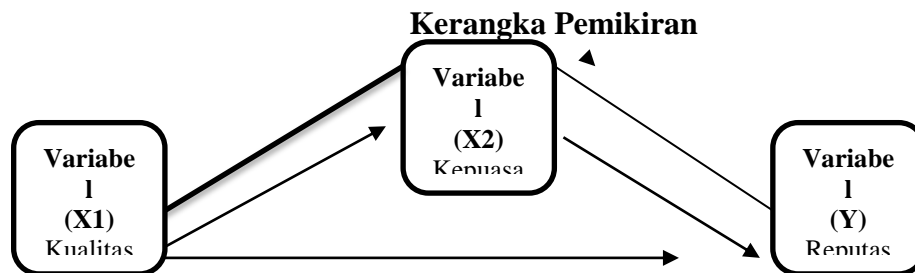 Kerangka Pemikiran
Variabe
l
(X1)
Kualitas
Variabe
l
(X2)
Kepuasa
Variabe
l
(Y)
Reputas